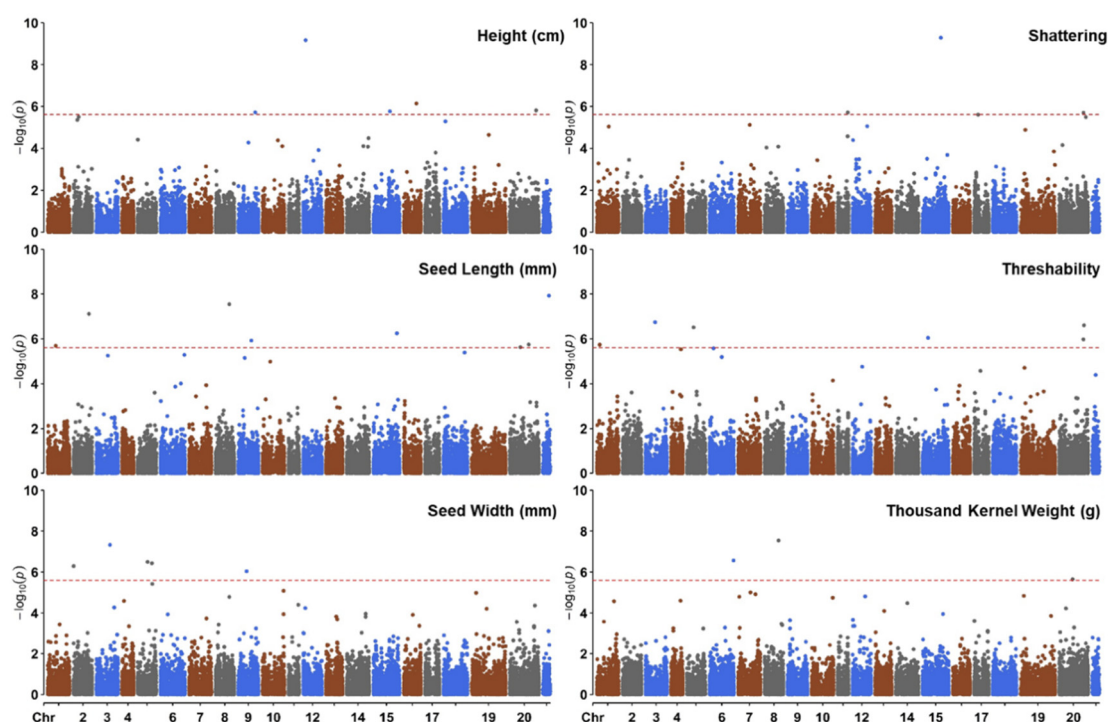 10
8
6
4
2
0
−log10(p)
Height (cm)
10
8
6
4
2
0
−log10(p)
Shattering
10
8
6
4
2
0
−log10(p)
Seed Length (mm)
10
8
6
4
2
0
−log10(p)
Threshability
10
8
6
4
2
0
−log10(p)
Seed Width (mm)
Chr 2 3 4 6 7 8 9 10 12 15 17 19 20
10
8
6
4
2
0
−log10(p)
Thousand Kernel Weight (g)
Chr 2 3 4 6 7 8 9 10 12 14 15 17 19 20